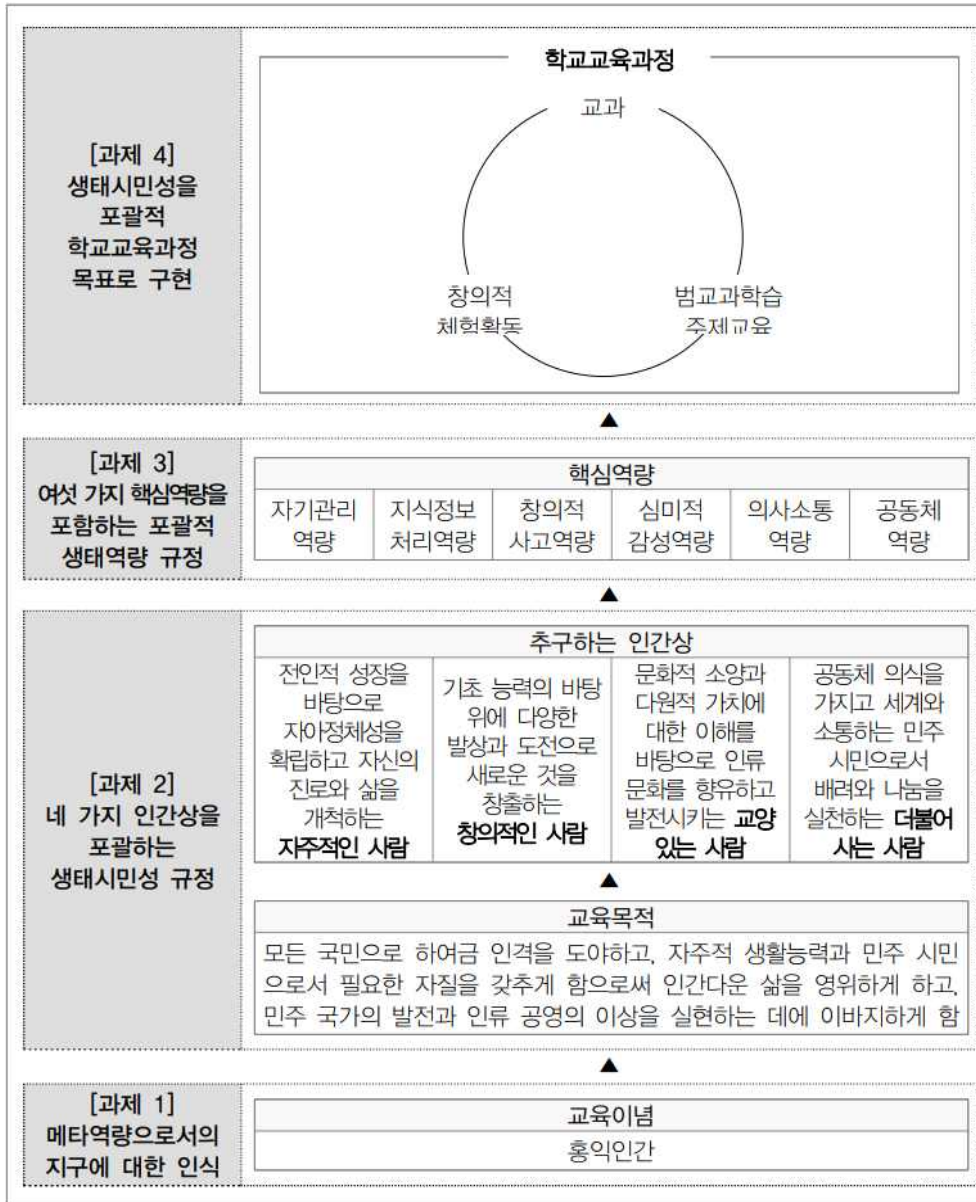 [과제 4]
생태시민성을
포괄적
학교교육과정
목표로 구현
학교교육과정
교과
창의적
체험활동
범교과학습
주제교육
▲
[과제 3]
여섯 가지 핵심역량을
포함하는 포괄적
생태역량 규정
핵심역량
자기관리
역량
지식정보
처리역량
창의적
사고역량
심미적
감성역량
의사소통
역량
공동체
역량
▲
[과제 2]
네 가지 인간상을
포괄하는
생태시민성 규정
추구하는 인간상
전인적 성장을
바탕으로
자아정체성을
확립하고 자신의
진로와 삶을
개척하는
자주적인 사람
기초 능력의 바탕
위에 다양한
발상과 도전으로
새로운 것을
창출하는
창의적인 사람
문화적 소양과
다원적 가치에
대한 이해를
바탕으로 인류
문화를 향유하고
발전시키는 교양
있는 사람
공동체 의식을
가지고 세계와
소통하는 민주
시민으로서
배려와 나눔을
실천하는 더불어
사는 사람
▲
교육목적
모든 국민으로 하여금 인격을 도야하고, 자주적 생활능력과 민주 시민
으로서 필요한 자질을 갖추게 함으로써 인간다운 삶을 영위하게 하고,
민주 국가의 발전과 인류 공영의 이상을 실현하는 데에 이바지하게 함
▲
[과제 1]
메타역량으로서의
지구에 대한 인식
교육이념
홍익인간